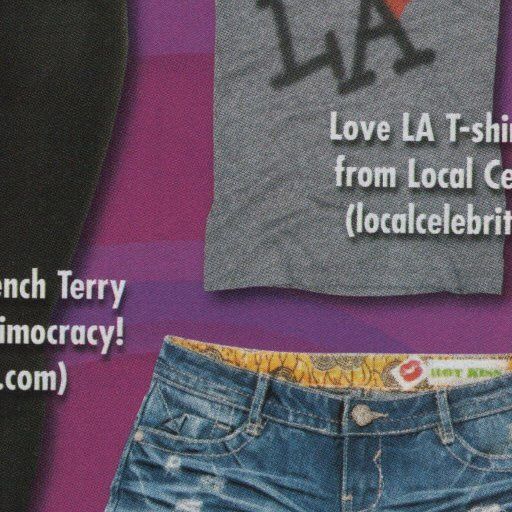 LA
Love LA T-shi
from Local Ce
(localcelebrit
ench Terry
imocracy!
.com)
HOT KISS